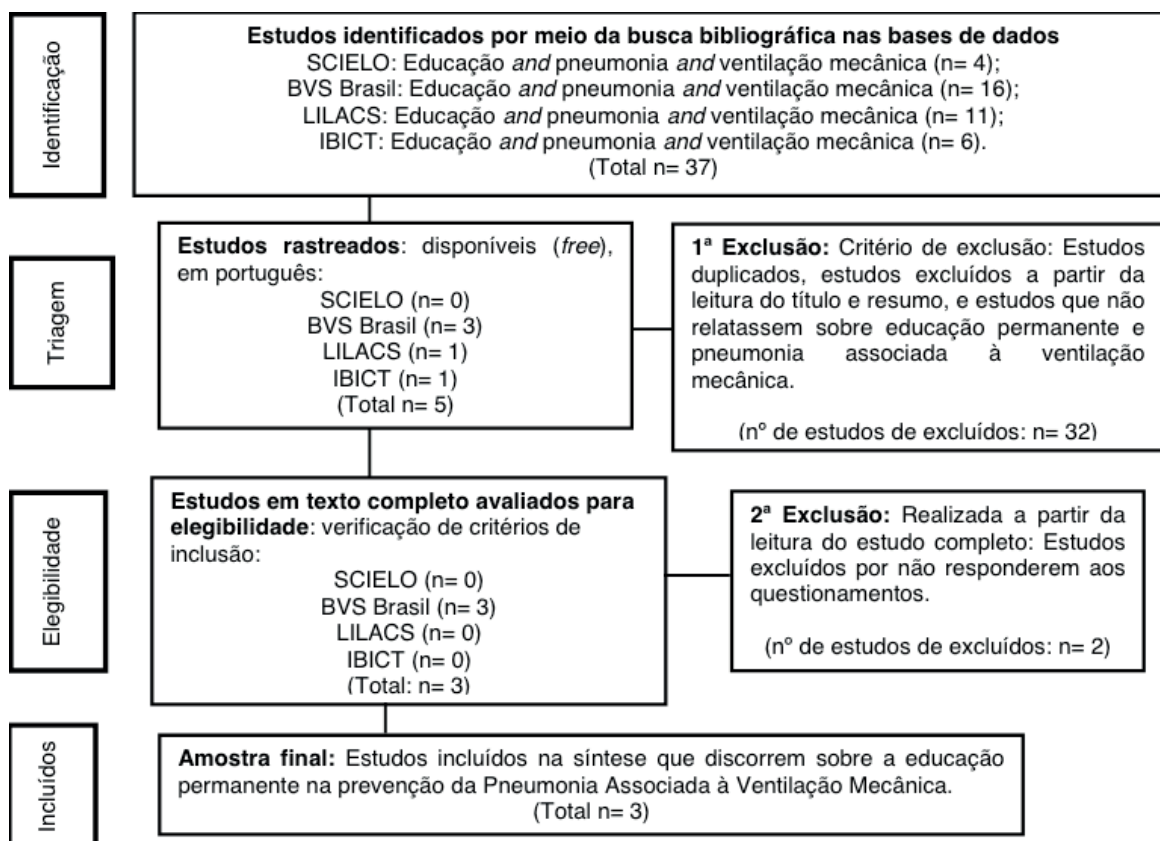 Identificação
Estudos identificados por meio da busca bibliográfica nas bases de dados
SCIELO: Educação and pneumonia and ventilação mecânica (n= 4);
BVS Brasil: Educação and pneumonia and ventilação mecânica (n= 16);
LILACS: Educação and pneumonia and ventilação mecânica (n= 11);
IBICT: Educação and pneumonia and ventilação mecânica (n= 6).
(Total n= 37)
Triagem
Estudos rastreados: disponíveis (free),
em português:
SCIELO (n= 0)
BVS Brasil (n= 3)
LILACS (n= 1)
IBICT (n= 1)
(Total n= 5)
1ª Exclusão: Critério de exclusão: Estudos
duplicados, estudos excluídos a partir da
leitura do título e resumo, e estudos que não
relatassem sobre educação permanente e
pneumonia associada à ventilação
mecânica.
(nº de estudos de excluídos: n= 32)
Elegibilidade
Estudos em texto completo avaliados para
elegibilidade: verificação de critérios de
inclusão:
SCIELO (n= 0)
BVS Brasil (n= 3)
LILACS (n= 0)
IBICT (n= 0)
(Total: n= 3)
2ª Exclusão: Realizada a partir da
leitura do estudo completo: Estudos
excluídos por não responderem aos
questionamentos.
(nº de estudos de excluídos: n= 2)
Incluídos
Amostra final: Estudos incluídos na síntese que discorrem sobre a educação
permanente na prevenção da Pneumonia Associada à Ventilação Mecânica.
(Total n= 3)